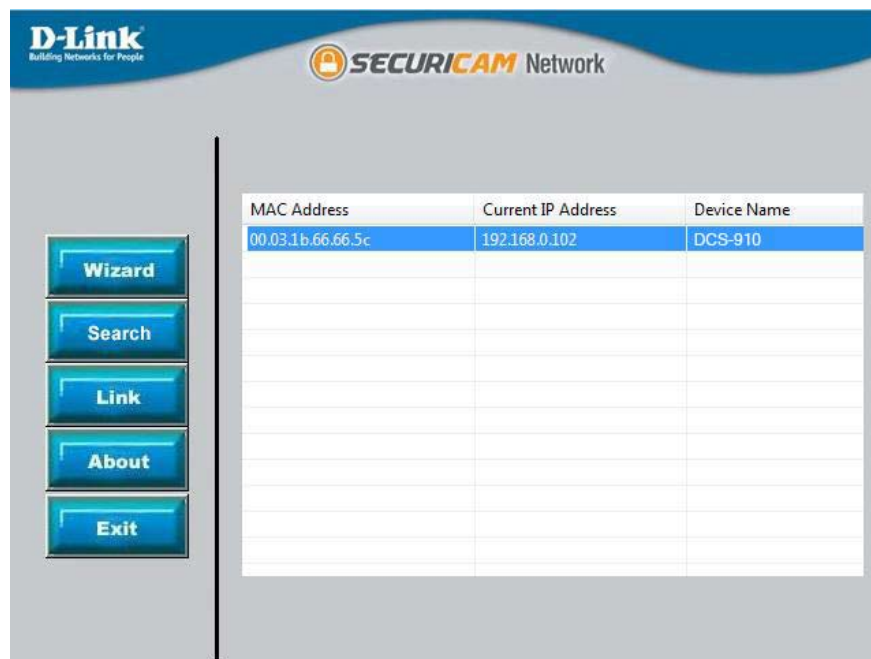 D-Link
Building Networks for People
SECURICAM Network
MAC Address Current IP Address Device Name
00.03.1b.66.66.5c 192.168.0.102 DCS-910
Wizard
Search
Link
About
Exit